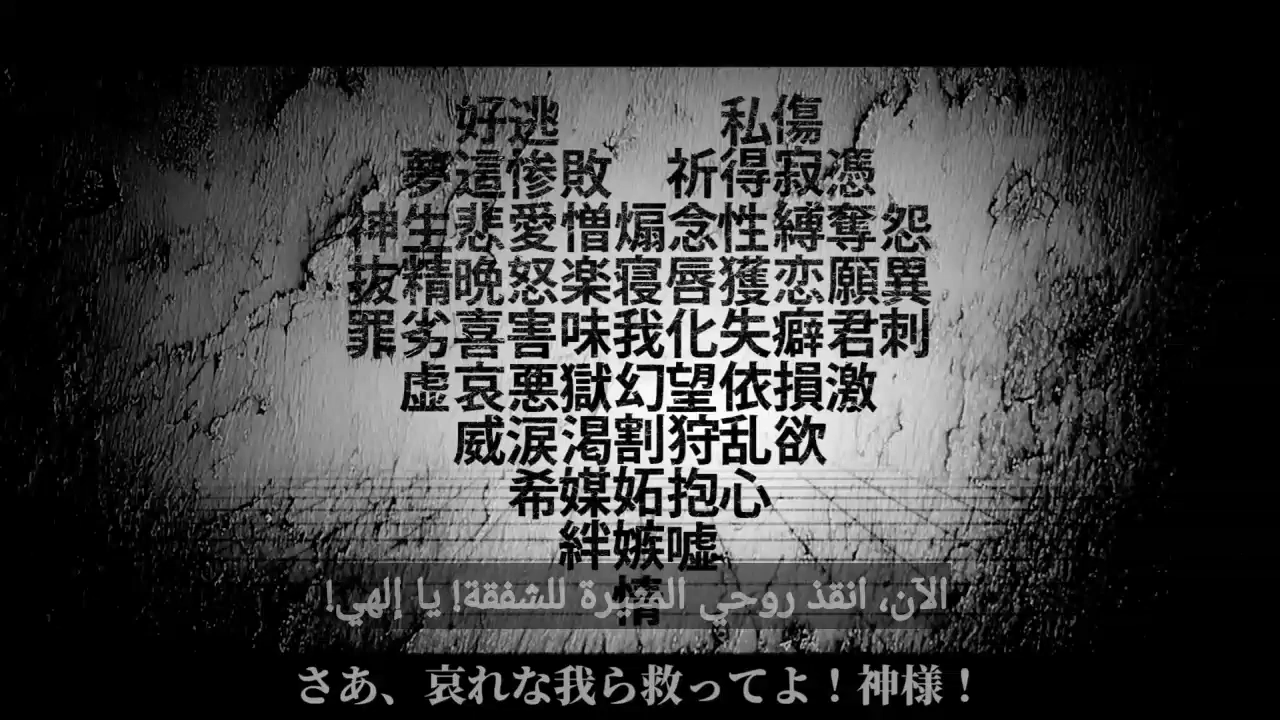 好逃 私傷
夢這惨敗 祈得寂憑
神生悲愛憎煽念性縛奪怨
抜精晩怒楽寝唇獲恋願異
罪劣喜害味我化失癖君刺
虚哀悪獄幻望依損激
威涙渇割狩乱欲
希媒妬抱心
絆嫉嘘
情
الآن، انقذ روحي المثيرة للشفقة! يا إلهي!
さあ、哀れな我ら救ってよ！神様！